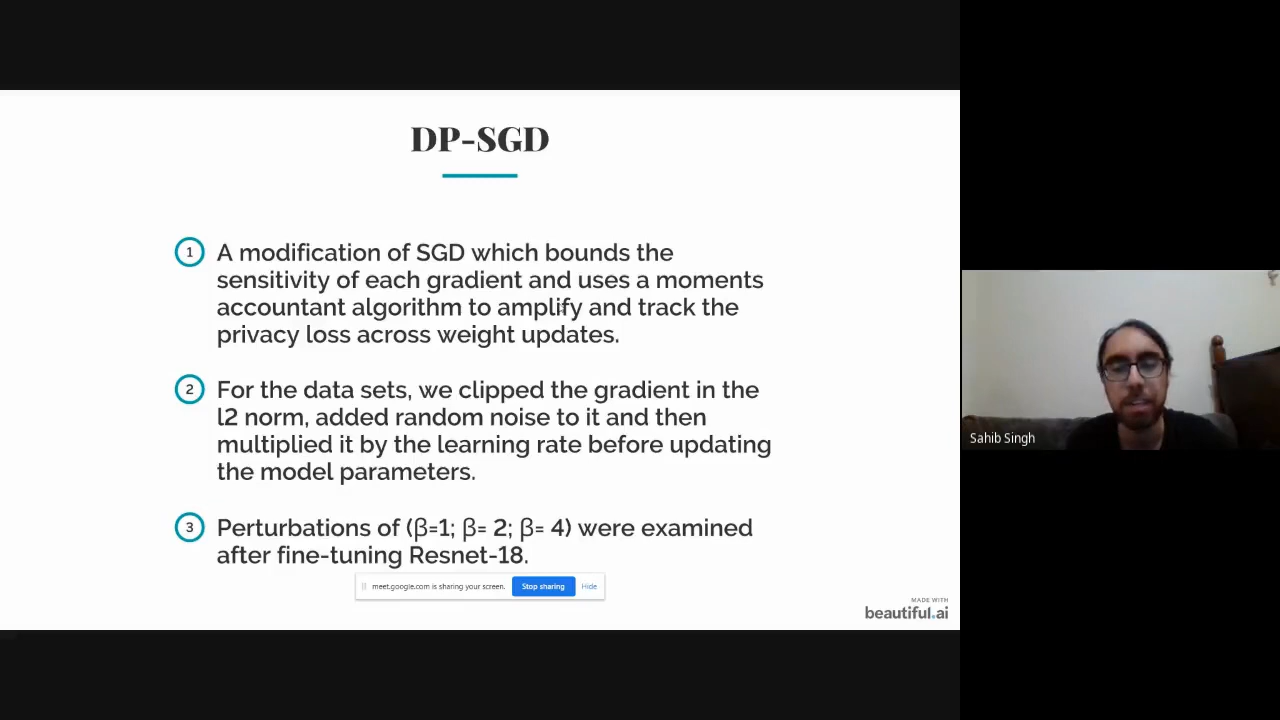 DP-SGD
1 A modification of SGD which bounds the
sensitivity of each gradient and uses a moments
accountant algorithm to amplify and track the
privacy loss across weight updates.
2 For the data sets, we clipped the gradient in the
l2 norm, added random noise to it and then
multiplied it by the learning rate before updating
the model parameters.
3 Perturbations of (β=1; β= 2; β= 4) were examined
after fine-tuning Resnet-18.
meet.google.com is sharing your screen. Stop sharing Hide
MADE WITH
beautiful.ai
Sahib Singh